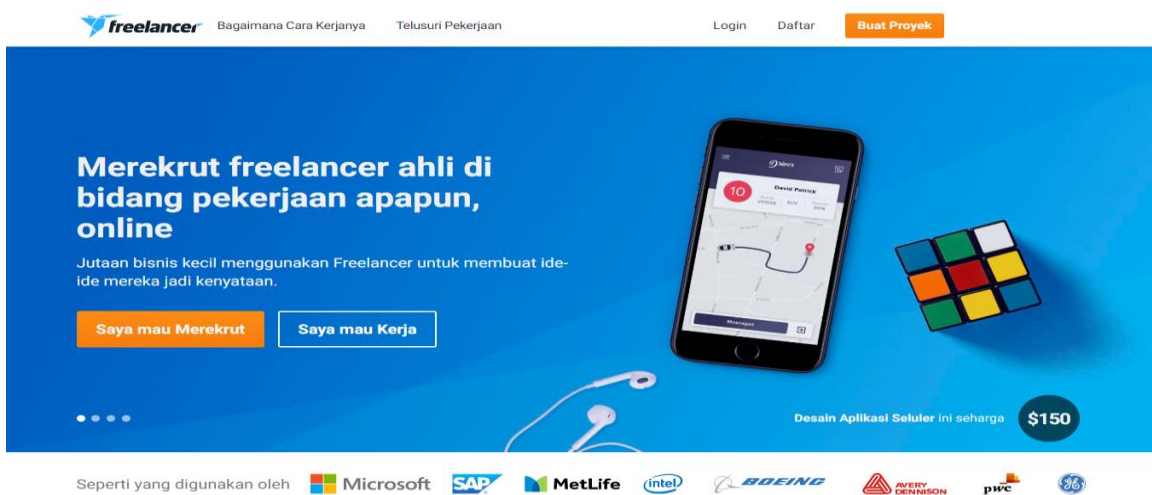 freelancer Bagaimana Cara Kerjanya Telusuri Pekerjaan Login Daftar Buat Proyek
Merekrut freelancer ahli di
bidang pekerjaan apapun,
online
Jutaan bisnis kecil menggunakan Freelancer untuk membuat ide-
ide mereka jadi kenyataan.
Saya mau Merekrut Saya mau Kerja
10 David Patrick
SUV
Messages
Desain Aplikasi Seluler ini seharga $150
Seperti yang digunakan oleh Microsoft SAP MetLife intel BOEING AVERY DENNISON pwc GE